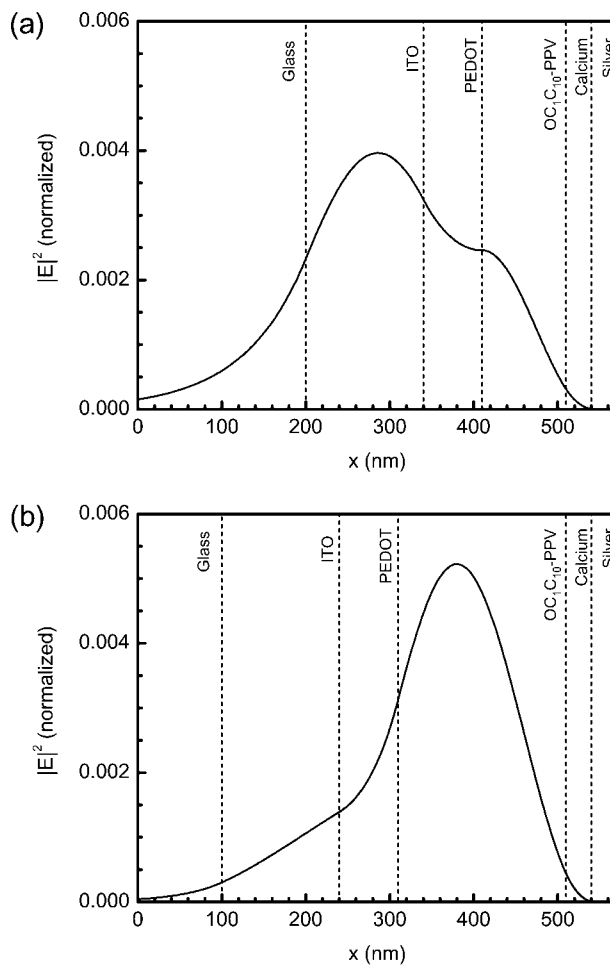 (a)
0.006
0.004
0.002
0.000
|E|² (normalized)
Glass
ITO
PEDOT
OC₁C₁₀-PPV
Calcium
Silver
0 100 200 300 400 500
x (nm)
(b)
0.006
0.004
0.002
0.000
|E|² (normalized)
Glass
ITO
PEDOT
OC₁C₁₀-PPV
Calcium
Silver
0 100 200 300 400 500
x (nm)